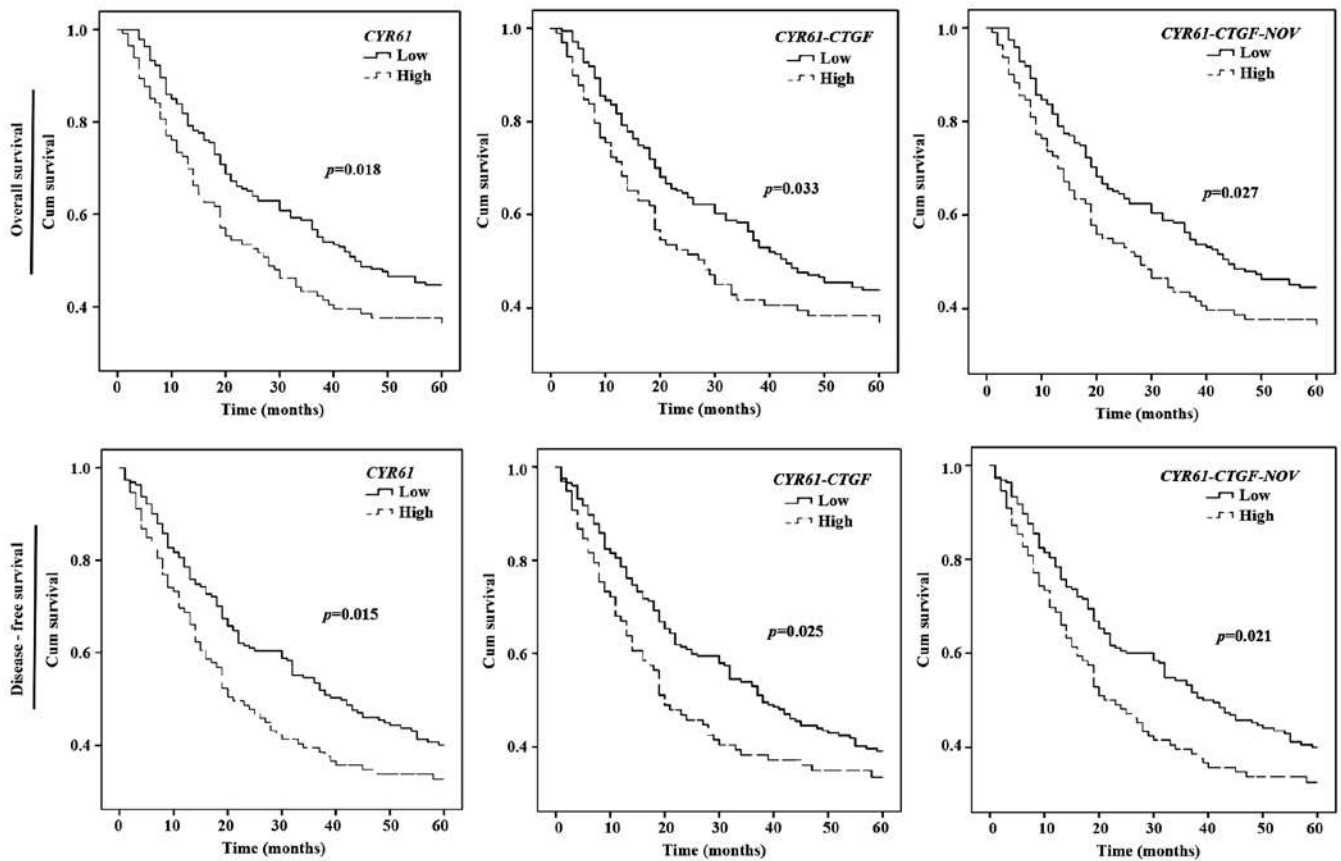 Overall survival
Cum survival
1.0
0.8
0.6
0.4
CYR61
Low
High
p=0.018
0 10 20 30 40 50 60
Time (months)
Cum survival
1.0
0.8
0.6
0.4
CYR61-CTGF
Low
High
p=0.033
0 10 20 30 40 50 60
Time (months)
Cum survival
1.0
0.8
0.6
0.4
CYR61-CTGF-NOV
Low
High
p=0.027
0 10 20 30 40 50 60
Time (months)
Disease - free survival
Cum survival
1.0
0.8
0.6
0.4
CYR61
Low
High
p=0.015
0 10 20 30 40 50 60
Time (months)
Cum survival
1.0
0.8
0.6
0.4
CYR61-CTGF
Low
High
p=0.025
0 10 20 30 40 50 60
Time (months)
Cum survival
1.0
0.8
0.6
0.4
CYR61-CTGF-NOV
Low
High
p=0.021
0 10 20 30 40 50 60
Time (months)